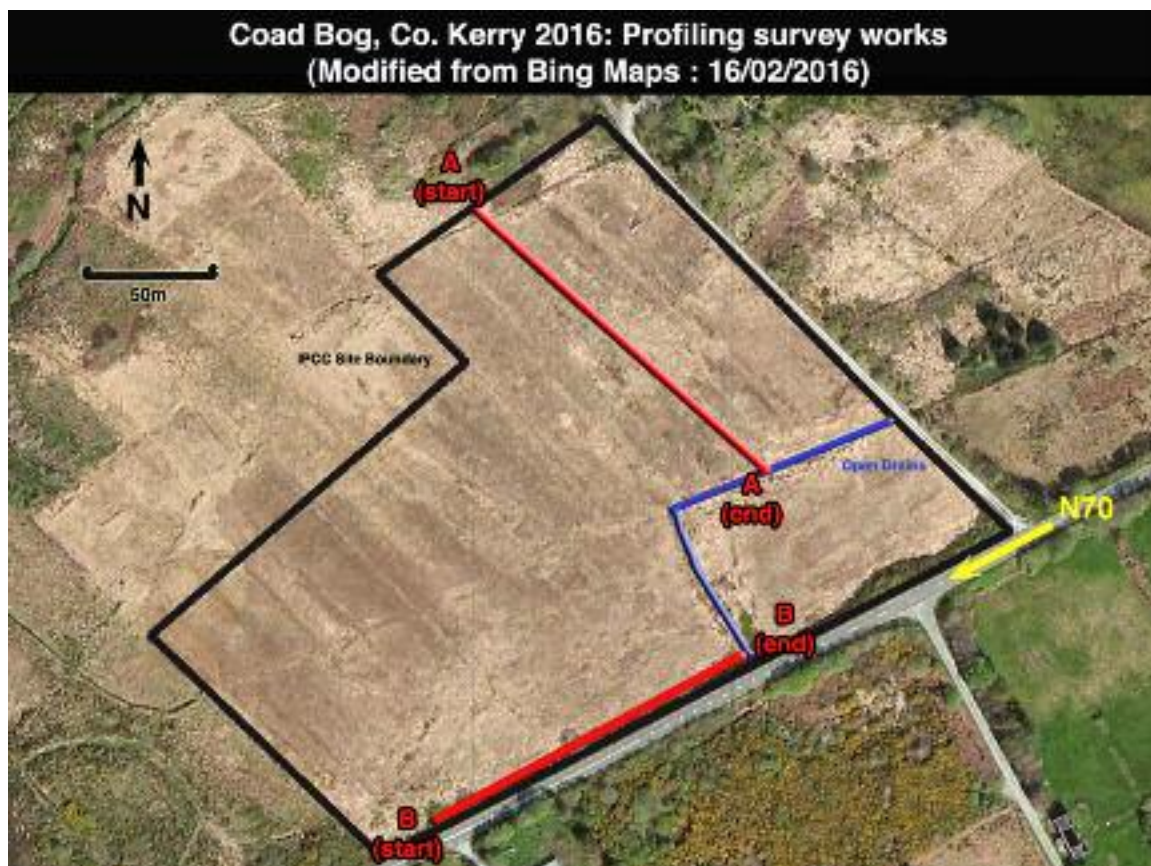 Coad Bog, Co. Kerry 2016: Profiling survey works
(Modified from Bing Maps : 16/02/2016)
A
(start)
N
50m
IPCC Site Boundary
Open Drains
A
(end)
N70
B
(end)
B
(start)